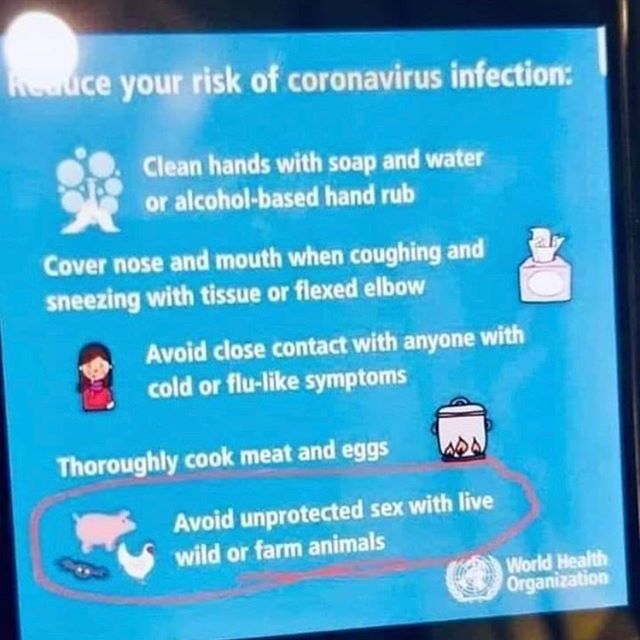 Reduce your risk of coronavirus infection:
Clean hands with soap and water
or alcohol-based hand rub
Cover nose and mouth when coughing and
sneezing with tissue or flexed elbow
Avoid close contact with anyone with
cold or flu-like symptoms
Thoroughly cook meat and eggs
Avoid unprotected sex with live
wild or farm animals
World Health
Organization